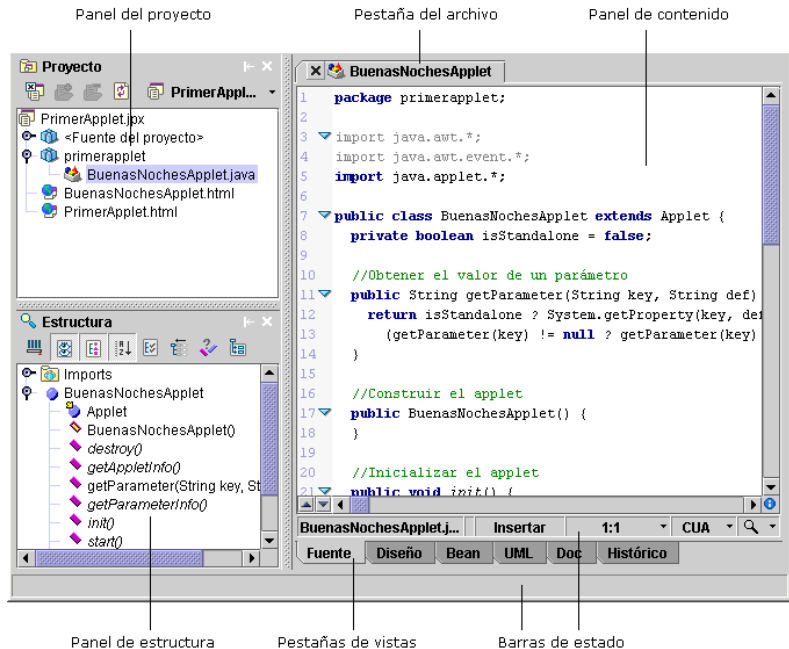 Panel del proyecto
Pestaña del archivo
Panel de contenido
Proyecto
PrimerAppl...
PrimerApplet.jpx
<Fuente del proyecto>
primerapplet
BuenasNochesApplet.java
BuenasNochesApplet.html
PrimerApplet.html
Estructura
Imports
BuenasNochesApplet
Applet
BuenasNochesApplet()
destroy()
getAppletInfo()
getParameter(String key, St
getParameterInfo()
init()
start()
BuenasNochesApplet
1 package primerapplet;
2
3 import java.awt.*;
4 import java.awt.event.*;
5 import java.applet.*;
6
7 public class BuenasNochesApplet extends Applet {
8 private boolean isStandalone = false;
9
10 //Obtener el valor de un parámetro
11 public String getParameter(String key, String def)
12 return isStandalone ? System.getProperty(key, def
13 (getParameter(key) != null ? getParameter(key)
14 }
15
16 //Construir el applet
17 public BuenasNochesApplet() {
18 }
19
20 //Inicializar el applet
21 public void init() {
BuenasNochesApplet.j... Insertar 1:1 CUA
Fuente Diseño Bean UML Doc Histórico
Panel de estructura
Pestañas de vistas
Barras de estado